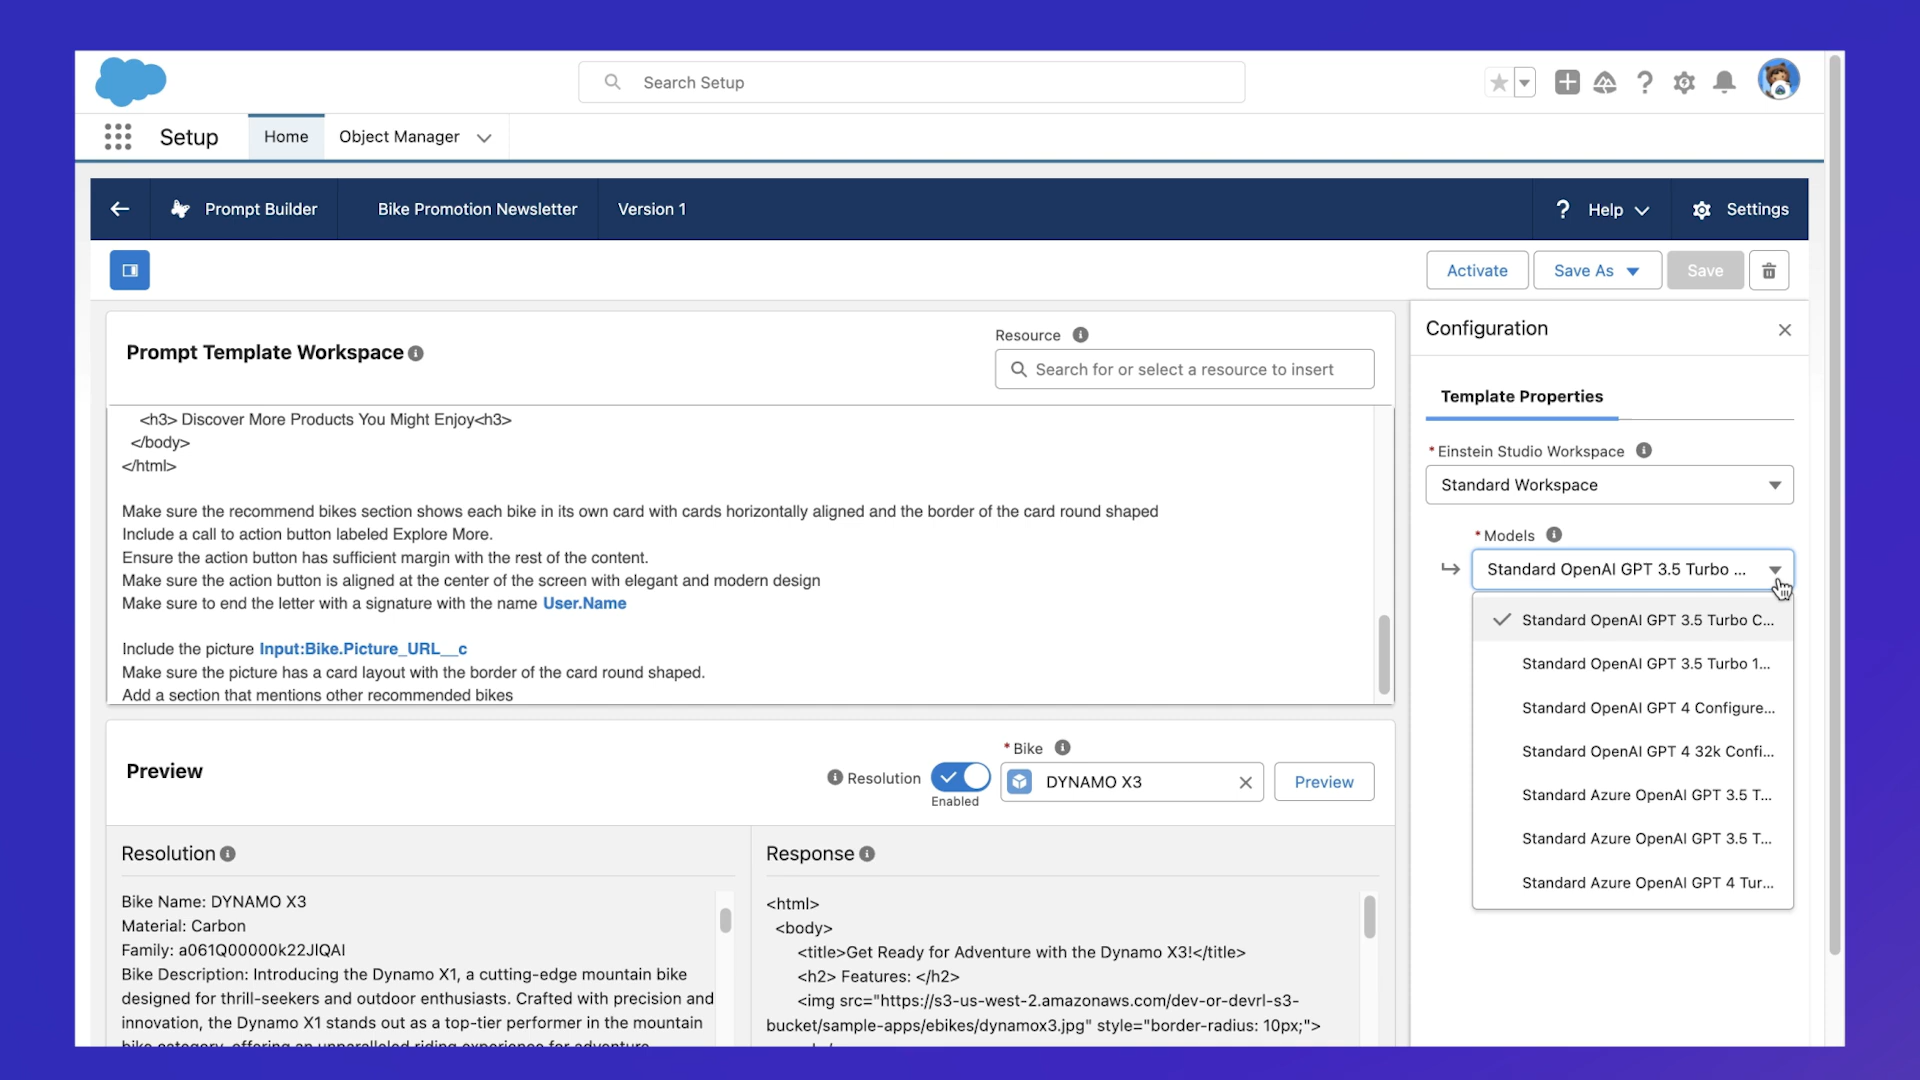 Search Setup
Setup
Home
Object Manager
Prompt Builder
Bike Promotion Newsletter
Version 1
Help
Settings
Activate
Save As
Save
Prompt Template Workspace
Resource
Search for or select a resource to insert
<h3> Discover More Products You Might Enjoy<h3>
</body>
</html>
Make sure the recommend bikes section shows each bike in its own card with cards horizontally aligned and the border of the card round shaped
Include a call to action button labeled Explore More.
Ensure the action button has sufficient margin with the rest of the content.
Make sure the action button is aligned at the center of the screen with elegant and modern design
Make sure to end the letter with a signature with the name User.Name
Include the picture Input:Bike.Picture_URL__c
Make sure the picture has a card layout with the border of the card round shaped.
Add a section that mentions other recommended bikes
Configuration
Template Properties
* Einstein Studio Workspace
Standard Workspace
* Models
Standard OpenAI GPT 3.5 Turbo ...
Standard OpenAI GPT 3.5 Turbo C...
Standard OpenAI GPT 3.5 Turbo 1...
Standard OpenAI GPT 4 Configure...
Standard OpenAI GPT 4 32k Confi...
Standard Azure OpenAI GPT 3.5 T...
Standard Azure OpenAI GPT 3.5 T...
Standard Azure OpenAI GPT 4 Tur...
Preview
Resolution
Enabled
* Bike
DYNAMO X3
Preview
Resolution
Bike Name: DYNAMO X3
Material: Carbon
Family: a061Q00000k22JIQAI
Bike Description: Introducing the Dynamo X1, a cutting-edge mountain bike
designed for thrill-seekers and outdoor enthusiasts. Crafted with precision and
innovation, the Dynamo X1 stands out as a top-tier performer in the mountain
bike category, offering an unparalleled riding experience for adventure
Response
<html>
<body>
<title>Get Ready for Adventure with the Dynamo X3!</title>
<h2> Features: </h2>
<img src="https://s3-us-west-2.amazonaws.com/dev-or-devrl-s3-
bucket/sample-apps/ebikes/dynamox3.jpg" style="border-radius: 10px;">